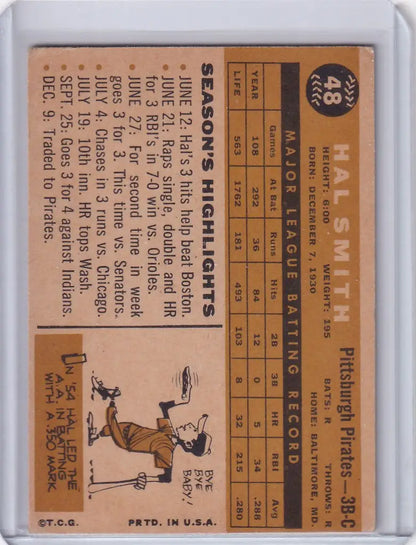 48
HAL SMITH
Pittsburgh Pirates—3B-C
HEIGHT: 6:00 WEIGHT: 195 BATS: R THROWS: R
BORN: DECEMBER 7, 1930 HOME: BALTIMORE, MD.
MAJOR LEAGUE BATTING RECORD
Games At Bat Runs Hits 2B 3B HR RBI Avg
YEAR 108 292 36 84 12 0 5 34 .288
LIFE 563 1762 181 493 103 8 32 215 .280
SEASON'S HIGHLIGHTS
• JUNE 12: Hal's 3 hits help beat Boston.
• JUNE 21: Raps single, double and HR
for 3 RBI's in 7-0 win vs. Orioles.
• JUNE 27: For second time in week
goes 3 for 3. This time vs. Senators.
• JULY 4: Chases in 3 runs vs. Chicago.
• JULY 19: 10th inn. HR tops Wash.
• SEPT. 25: Goes 3 for 4 against Indians.
• DEC. 9: Traded to Pirates.
BYE
BYE
BABY!
IN '54 HAL LED THE
A.A. IN BATTING
WITH A .350 MARK.
©T.C.G. PRTD. IN U.S.A.